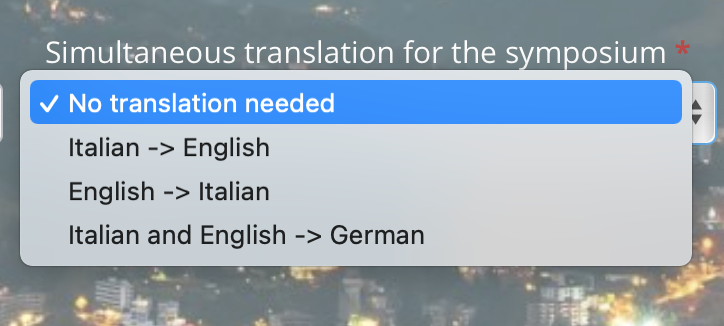 Simultaneous translation for the symposium *
✓ No translation needed
Italian -> English
English -> Italian
Italian and English -> German